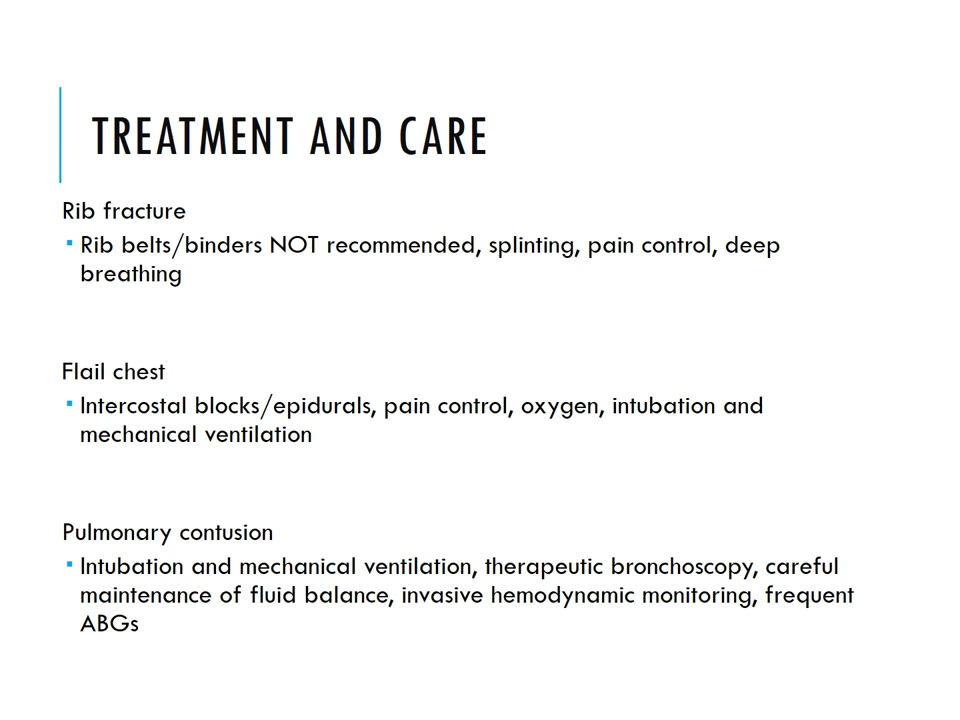 TREATMENT AND CARE
Rib fracture
▪ Rib belts/binders NOT recommended, splinting, pain control, deep
breathing
Flail chest
▪ Intercostal blocks/epidurals, pain control, oxygen, intubation and
mechanical ventilation
Pulmonary contusion
▪ Intubation and mechanical ventilation, therapeutic bronchoscopy, careful
maintenance of fluid balance, invasive hemodynamic monitoring, frequent
ABGs